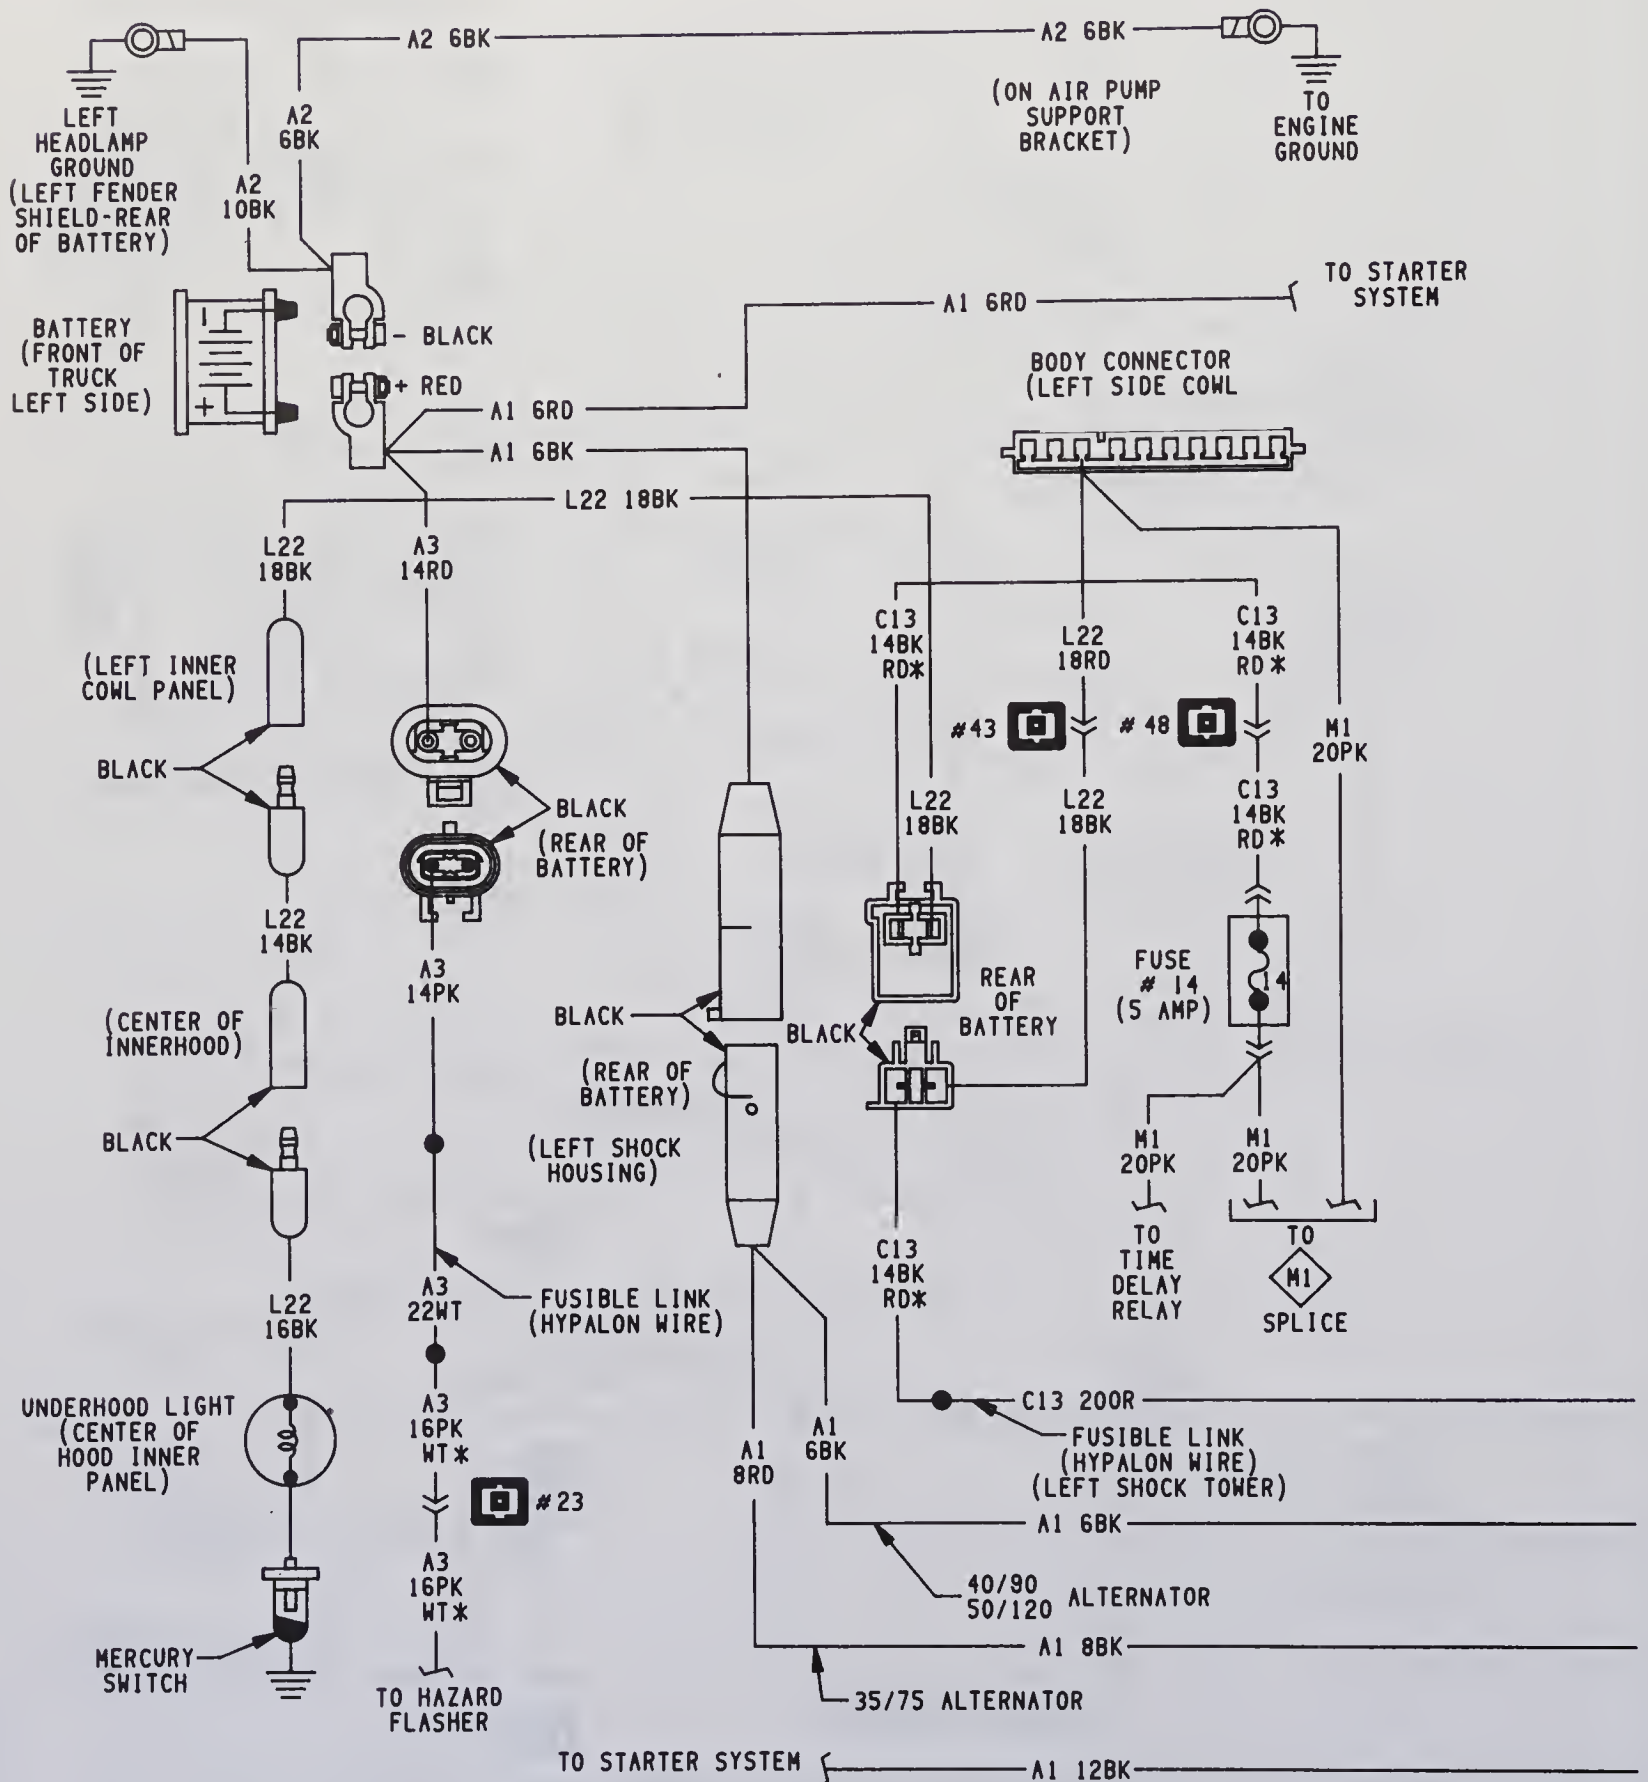 A2 6BK
A2 6BK
(ON AIR PUMP
SUPPORT
BRACKET)
TO
ENGINE
GROUND
LEFT
HEADLAMP
GROUND
(LEFT FENDER
SHIELD-REAR
OF BATTERY)
A2
6BK
A2
10BK
A1 6RD
TO STARTER
SYSTEM
BATTERY
(FRONT OF
TRUCK
LEFT SIDE)
- BLACK
+ RED
−
+
BODY CONNECTOR
(LEFT SIDE COWL
A1 6RD
A1 6BK
L22 18BK
L22
18BK
A3
14RD
C13
14BK
RD*
L22
18RD
C13
14BK
RD*
(LEFT INNER
COWL PANEL)
BLACK
#43
#48
M1
20PK
BLACK
(REAR OF
BATTERY)
L22
18BK
L22
18BK
C13
14BK
RD*
L22
14BK
A3
14PK
FUSE
# 14
(5 AMP)
14
REAR
OF
BATTERY
BLACK
BLACK
(REAR OF
BATTERY)
(CENTER OF
INNERHOOD)
BLACK
(LEFT SHOCK
HOUSING)
M1
20PK
M1
20PK
TO
TIME
DELAY
RELAY
TO
M1
SPLICE
C13
14BK
RD*
L22
16BK
A3
22WT
FUSIBLE LINK
(HYPALON WIRE)
UNDERHOOD LIGHT
(CENTER OF
HOOD INNER
PANEL)
A3
16PK
WT*
A1
8RD
A1
6BK
C13 20OR
FUSIBLE LINK
(HYPALON WIRE)
(LEFT SHOCK TOWER)
#23
A1 6BK
A3
16PK
WT*
40/90
50/120 ALTERNATOR
MERCURY
SWITCH
A1 8BK
TO HAZARD
FLASHER
35/75 ALTERNATOR
TO STARTER SYSTEM
A1 12BK